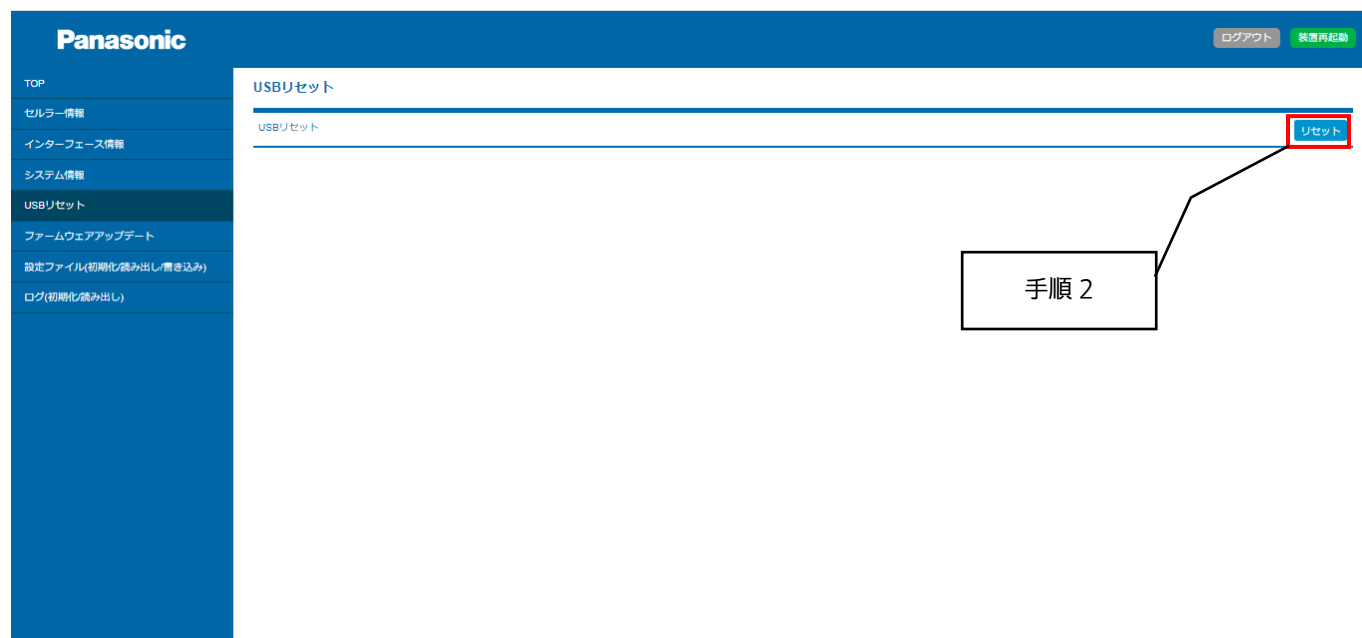 Panasonic
ログアウト 装置再起動
TOP
セルラー情報
インターフェース情報
システム情報
USBリセット
ファームウェアアップデート
設定ファイル(初期化/読み出し/書き込み)
ログ(初期化/読み出し)
USBリセット
USBリセット
リセット
手順2